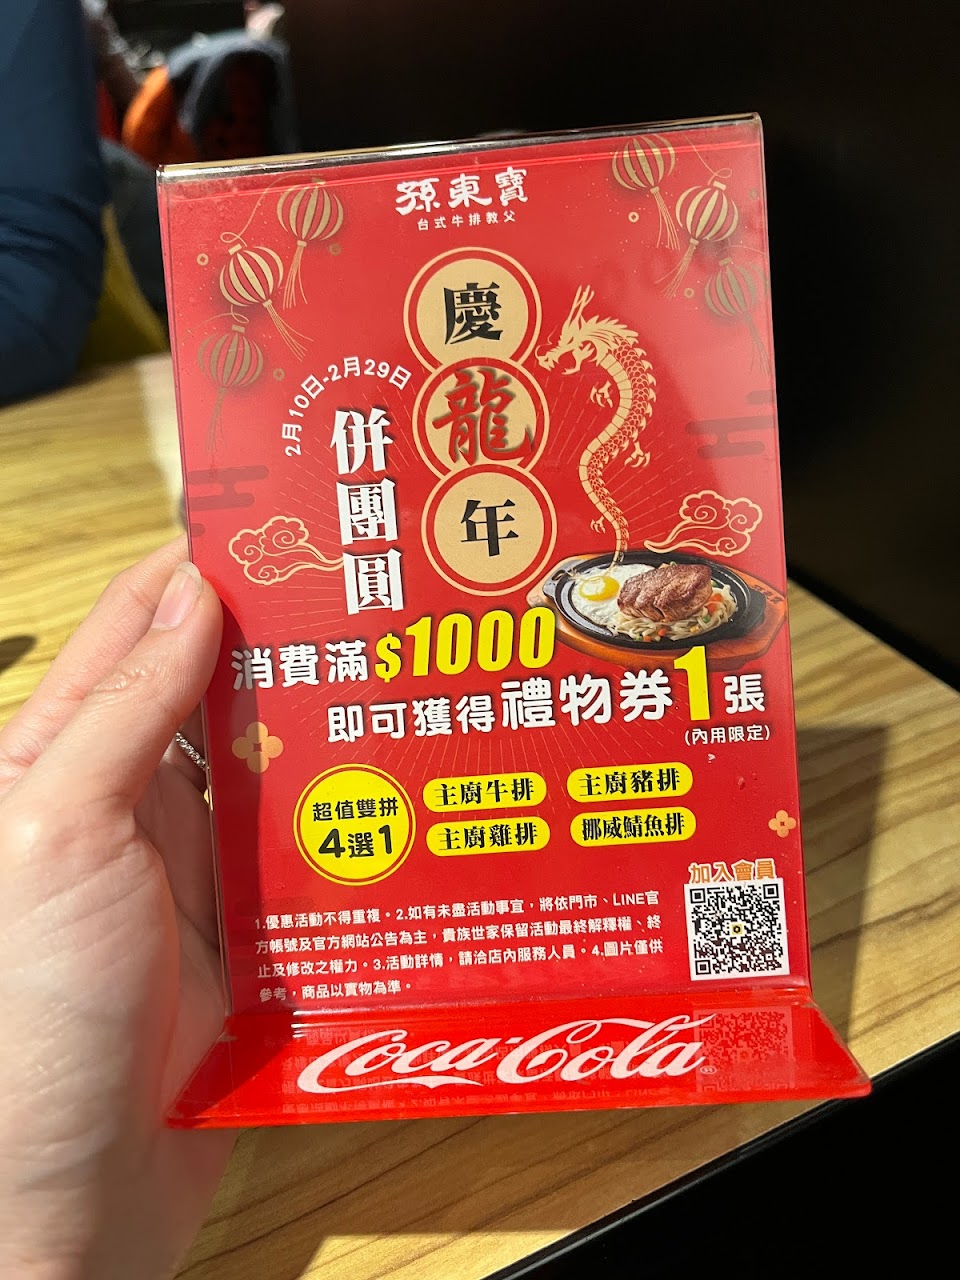 孫東寶
台式牛排教父
慶龍年
2月10日-2月29日
併團圓
消費滿$1000
即可獲得禮物券1張
(內用限定)
超值雙拼
4選1
主廚牛排
主廚豬排
主廚雞排
挪威鯖魚排
加入會員
1.優惠活動不得重複。2.如有未盡活動事宜，將依門市、LINE官
方帳號及官方網站公告為主，貴族世家保留活動最終解釋權、終
止及修改之權力。3.活動詳情，請洽店內服務人員。4.圖片僅供
參考，商品以實物為準。
Coca-Cola®